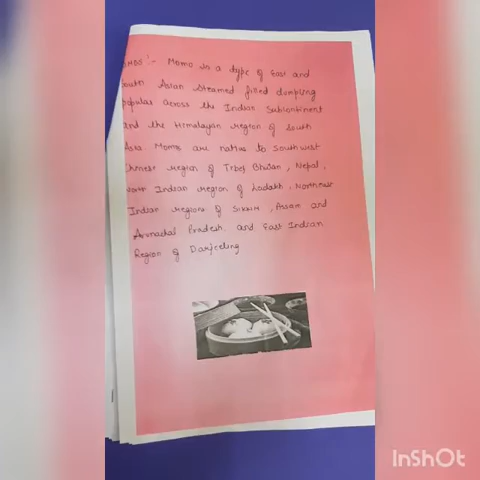 MOMOS :- Momo is a type of East and
South Asian steamed filled dumpling
popular across the Indian Subcontinent
and the Himalayan region of South
Asia. Momos are native to Southwest
Chinese region of Tibet, Bhutan, Nepal,
North Indian region of Ladakh, Northeast
Indian regions of Sikkim, Assam and
Arunachal Pradesh and East Indian
Region of Darjeeling
InShOt